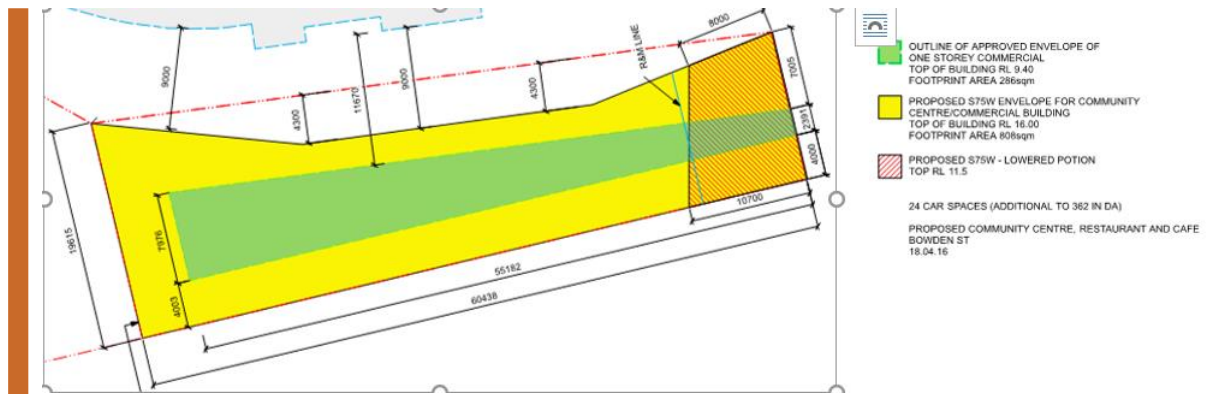 8000
R&M LINE
9000
11670
9000
4300
4300
7005
2391
4000
10700
19615
7976
4003
55182
60438
OUTLINE OF APPROVED ENVELOPE OF
ONE STOREY COMMERCIAL
TOP OF BUILDING RL 9.40
FOOTPRINT AREA 286sqm
PROPOSED S75W ENVELOPE FOR COMMUNITY
CENTRE/COMMERCIAL BUILDING
TOP OF BUILDING RL 16.00
FOOTPRINT AREA 808sqm
PROPOSED S75W - LOWERED POTION
TOP RL 11.5
24 CAR SPACES (ADDITIONAL TO 362 IN DA)
PROPOSED COMMUNITY CENTRE, RESTAURANT AND CAFE
BOWDEN ST
18.04.16